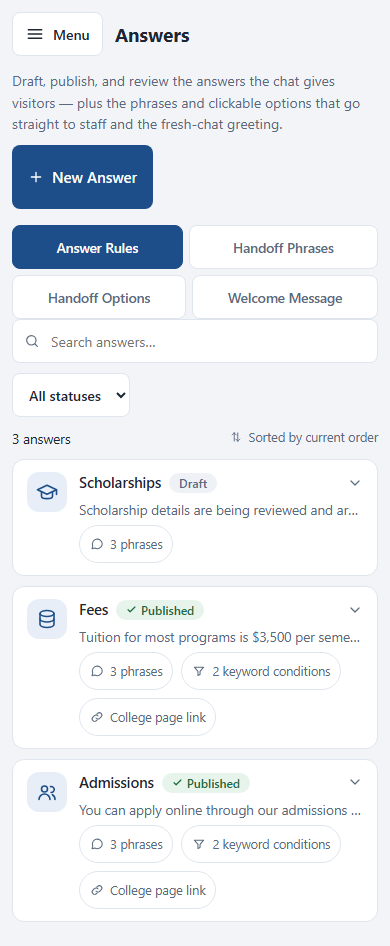 Menu
Answers
Draft, publish, and review the answers the chat gives
visitors — plus the phrases and clickable options that go
straight to staff and the fresh-chat greeting.
New Answer
Answer Rules
Handoff Phrases
Handoff Options
Welcome Message
Search answers...
All statuses
3 answers
Sorted by current order
Scholarships
Draft
Scholarship details are being reviewed and ar...
3 phrases
Fees
Published
Tuition for most programs is $3,500 per seme...
3 phrases
2 keyword conditions
College page link
Admissions
Published
You can apply online through our admissions ...
3 phrases
2 keyword conditions
College page link